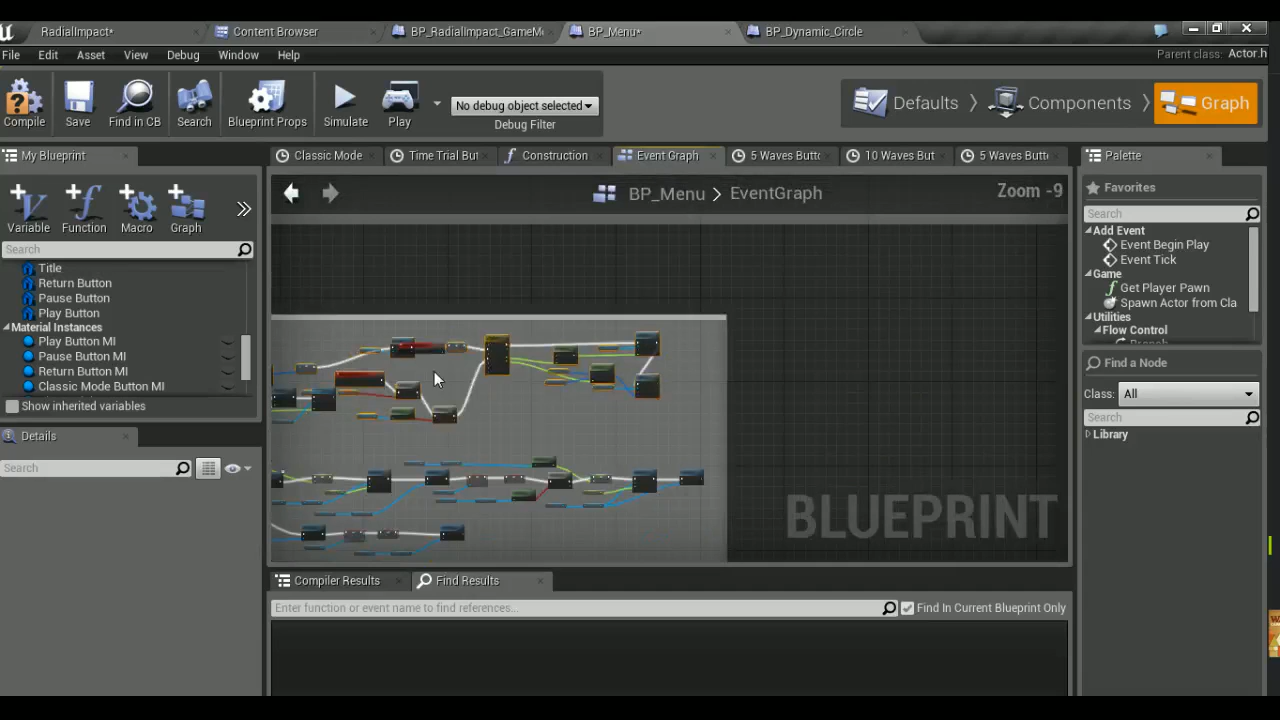 RadialImpact*
Content Browser
BP_RadialImpact_GameM
BP_Menu*
BP_Dynamic_Circle
File
Edit
Asset
View
Window
Help
Debug
Parent class: Actor.h
Compile
Save
Find in CB
Search
Blueprint Props
Simulate
Play
No debug object selected
Debug Filter
Defaults
Components
Graph
My Blueprint
Classic Mode
Time Trial But
Construction
Event Graph
5 Waves Butt
10 Waves But
5 Waves Butt
Palette
Variable
Function
Macro
Graph
Search
Title
Return Button
Pause Button
Play Button
Material Instances
Play Button MI
Pause Button MI
Return Button MI
Classic Mode Button MI
Show inherited variables
Details
Search
BP_Menu > EventGraph
Zoom -9
BLUEPRINT
Favorites
Search
Add Event
Event Begin Play
Event Tick
Game
Get Player Pawn
Spawn Actor from Cla
Utilities
Flow Control
Find a Node
Class: All
Search
Library
Compiler Results
Find Results
Enter function or event name to find references...
Find In Current Blueprint Only